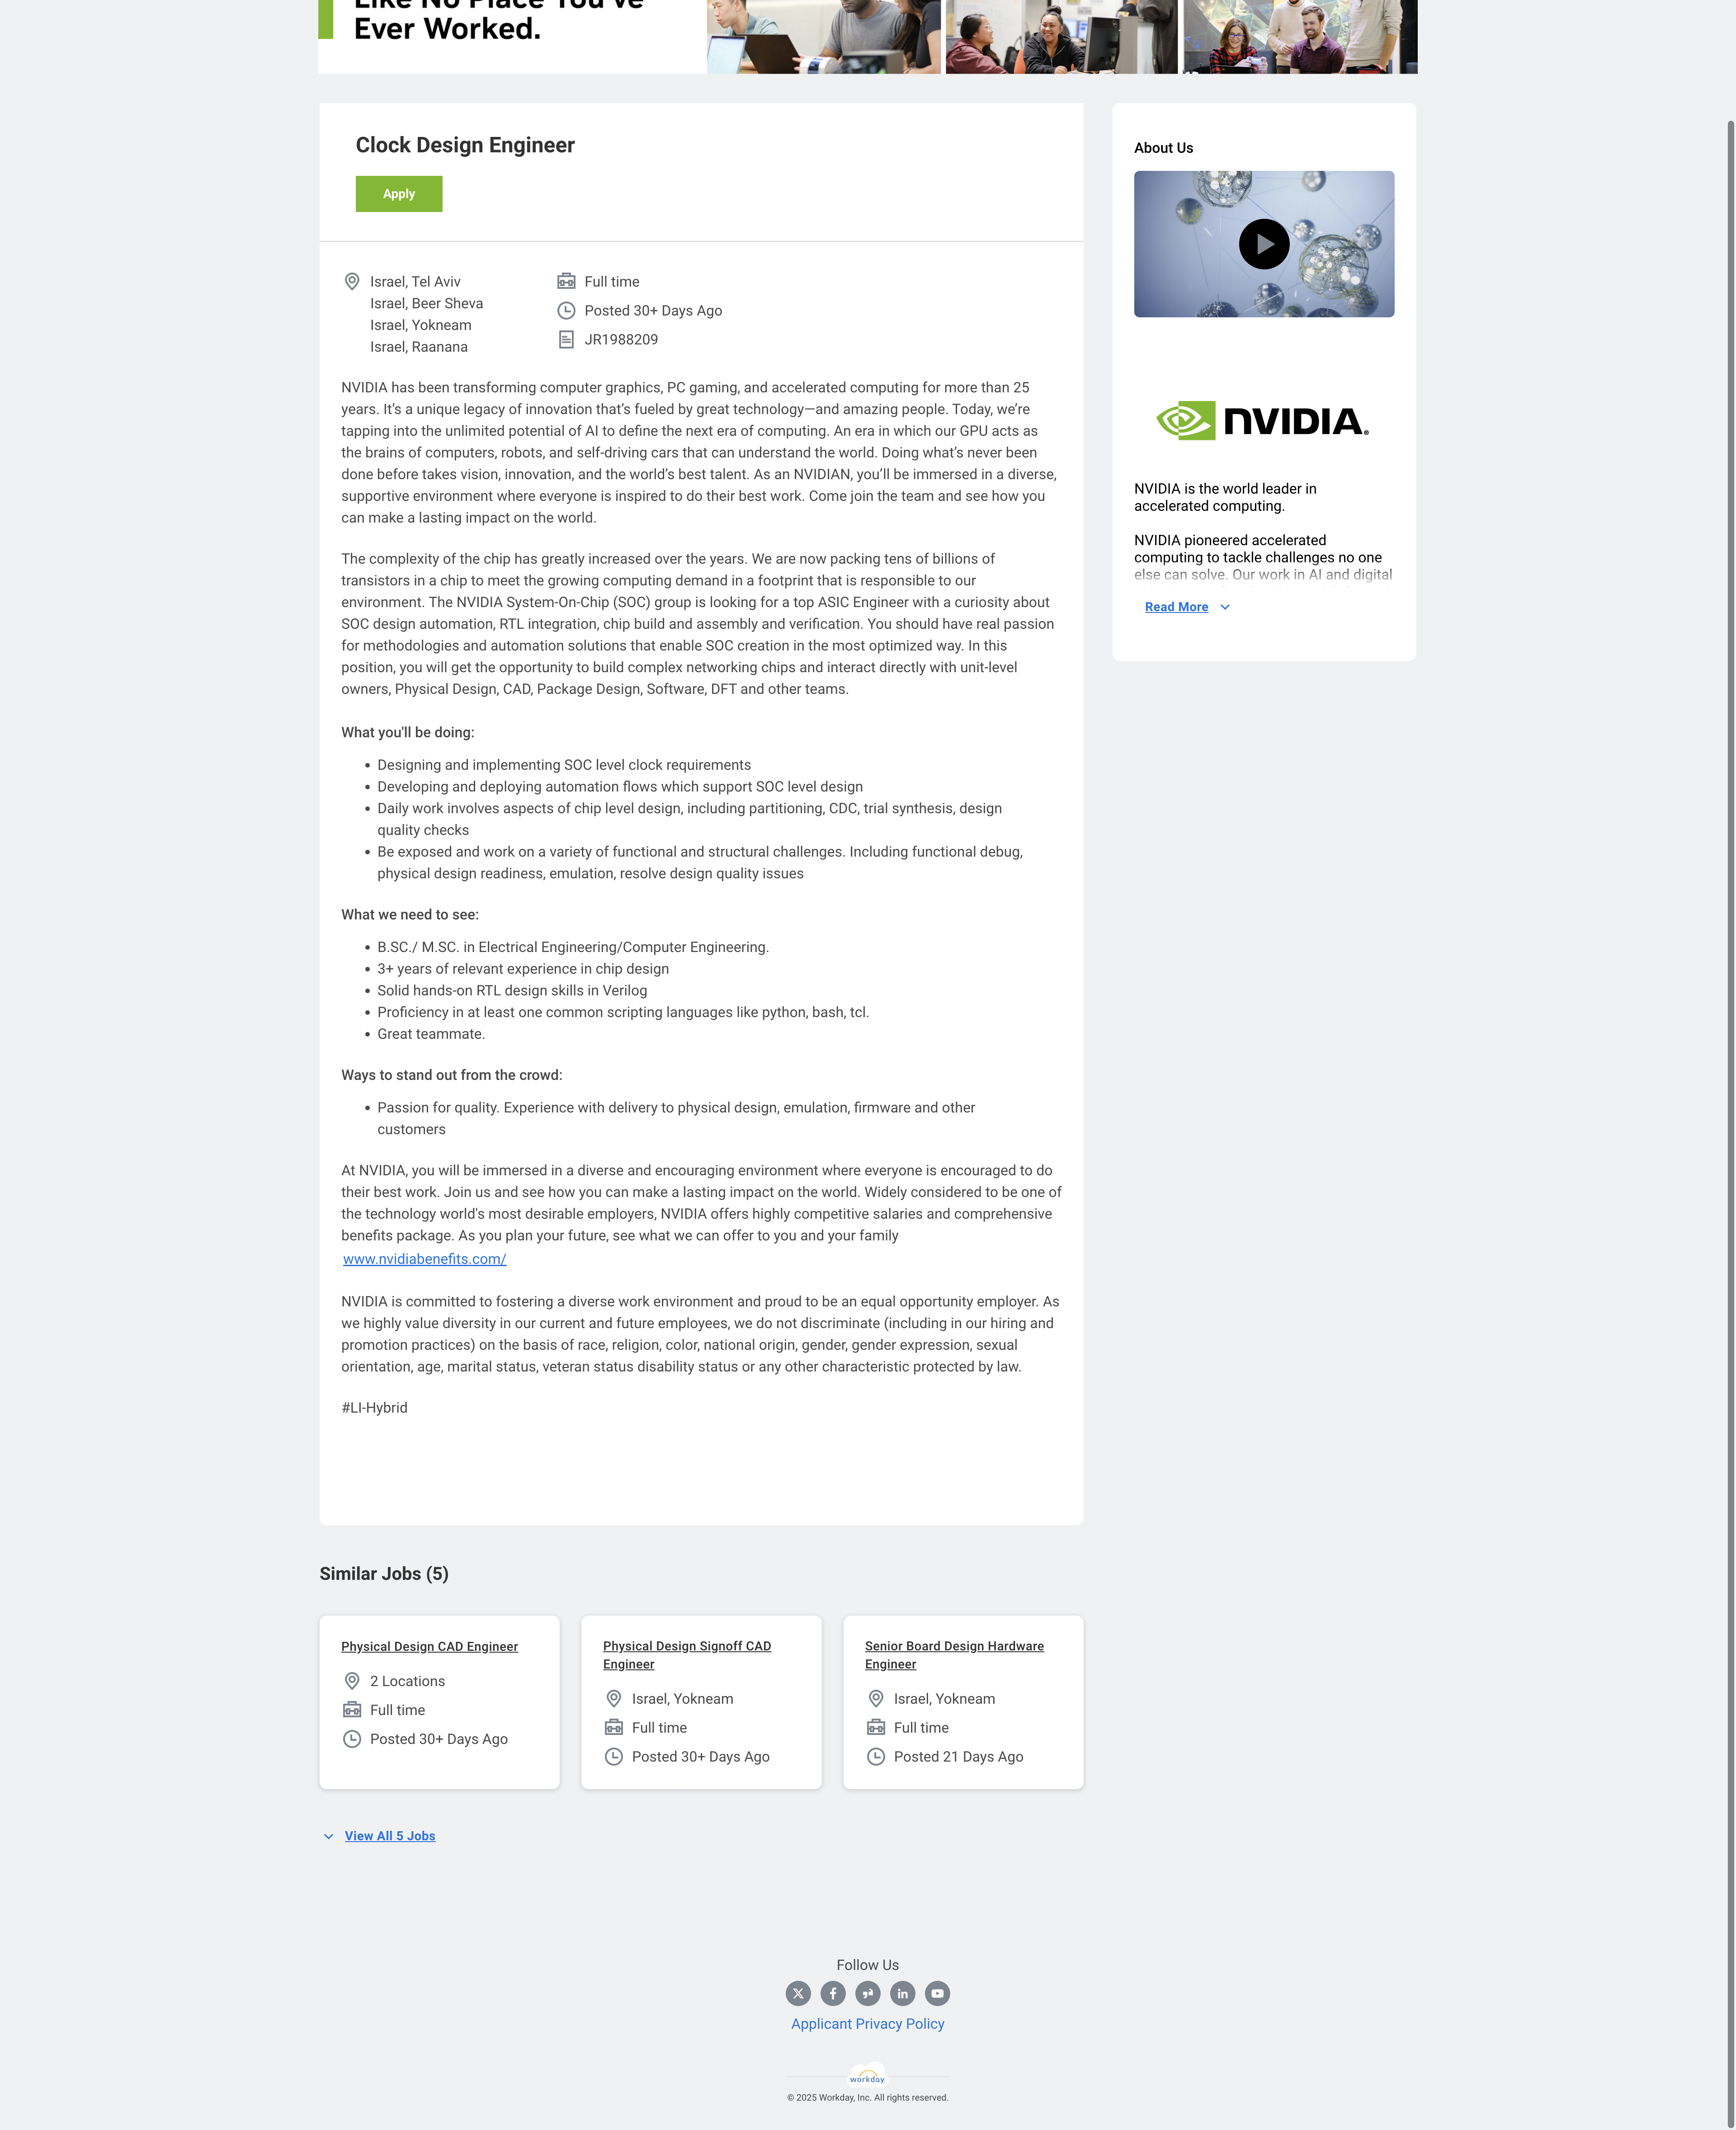 Like No Place You've
Ever Worked.
Clock Design Engineer
Apply
Israel, Tel Aviv
Israel, Beer Sheva
Israel, Yokneam
Israel, Raanana
Full time
Posted 30+ Days Ago
JR1988209
NVIDIA has been transforming computer graphics, PC gaming, and accelerated computing for more than 25
years. It’s a unique legacy of innovation that’s fueled by great technology—and amazing people. Today, we’re
tapping into the unlimited potential of AI to define the next era of computing. An era in which our GPU acts as
the brains of computers, robots, and self-driving cars that can understand the world. Doing what’s never been
done before takes vision, innovation, and the world’s best talent. As an NVIDIAN, you’ll be immersed in a diverse,
supportive environment where everyone is inspired to do their best work. Come join the team and see how you
can make a lasting impact on the world.
The complexity of the chip has greatly increased over the years. We are now packing tens of billions of
transistors in a chip to meet the growing computing demand in a footprint that is responsible to our
environment. The NVIDIA System-On-Chip (SOC) group is looking for a top ASIC Engineer with a curiosity about
SOC design automation, RTL integration, chip build and assembly and verification. You should have real passion
for methodologies and automation solutions that enable SOC creation in the most optimized way. In this
position, you will get the opportunity to build complex networking chips and interact directly with unit-level
owners, Physical Design, CAD, Package Design, Software, DFT and other teams.
What you'll be doing:
• Designing and implementing SOC level clock requirements
• Developing and deploying automation flows which support SOC level design
• Daily work involves aspects of chip level design, including partitioning, CDC, trial synthesis, design
quality checks
• Be exposed and work on a variety of functional and structural challenges. Including functional debug,
physical design readiness, emulation, resolve design quality issues
What we need to see:
• B.SC./ M.SC. in Electrical Engineering/Computer Engineering.
• 3+ years of relevant experience in chip design
• Solid hands-on RTL design skills in Verilog
• Proficiency in at least one common scripting languages like python, bash, tcl.
• Great teammate.
Ways to stand out from the crowd:
• Passion for quality. Experience with delivery to physical design, emulation, firmware and other
customers
At NVIDIA, you will be immersed in a diverse and encouraging environment where everyone is encouraged to do
their best work. Join us and see how you can make a lasting impact on the world. Widely considered to be one of
the technology world's most desirable employers, NVIDIA offers highly competitive salaries and comprehensive
benefits package. As you plan your future, see what we can offer to you and your family
www.nvidiabenefits.com/
NVIDIA is committed to fostering a diverse work environment and proud to be an equal opportunity employer. As
we highly value diversity in our current and future employees, we do not discriminate (including in our hiring and
promotion practices) on the basis of race, religion, color, national origin, gender, gender expression, sexual
orientation, age, marital status, veteran status disability status or any other characteristic protected by law.
#LI-Hybrid
About Us
NVIDIA.
NVIDIA is the world leader in
accelerated computing.
NVIDIA pioneered accelerated
computing to tackle challenges no one
else can solve. Our work in AI and digital
Read More
Similar Jobs (5)
Physical Design CAD Engineer
2 Locations
Full time
Posted 30+ Days Ago
Physical Design Signoff CAD
Engineer
Israel, Yokneam
Full time
Posted 30+ Days Ago
Senior Board Design Hardware
Engineer
Israel, Yokneam
Full time
Posted 21 Days Ago
View All 5 Jobs
Follow Us
Applicant Privacy Policy
workday.
© 2025 Workday, Inc. All rights reserved.